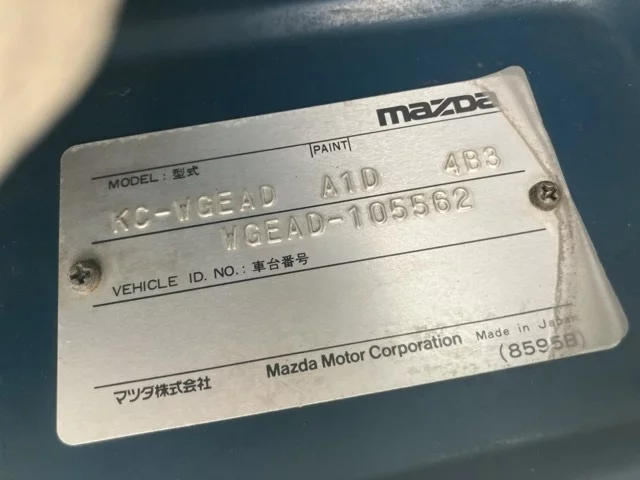 mazda
MODEL : 型式 PAINT
KC-WGEAD A1D 4B3
WGEAD-105562
VEHICLE ID. NO. : 車台番号
マツダ株式会社 Mazda Motor Corporation Made in Japan
(8595B)